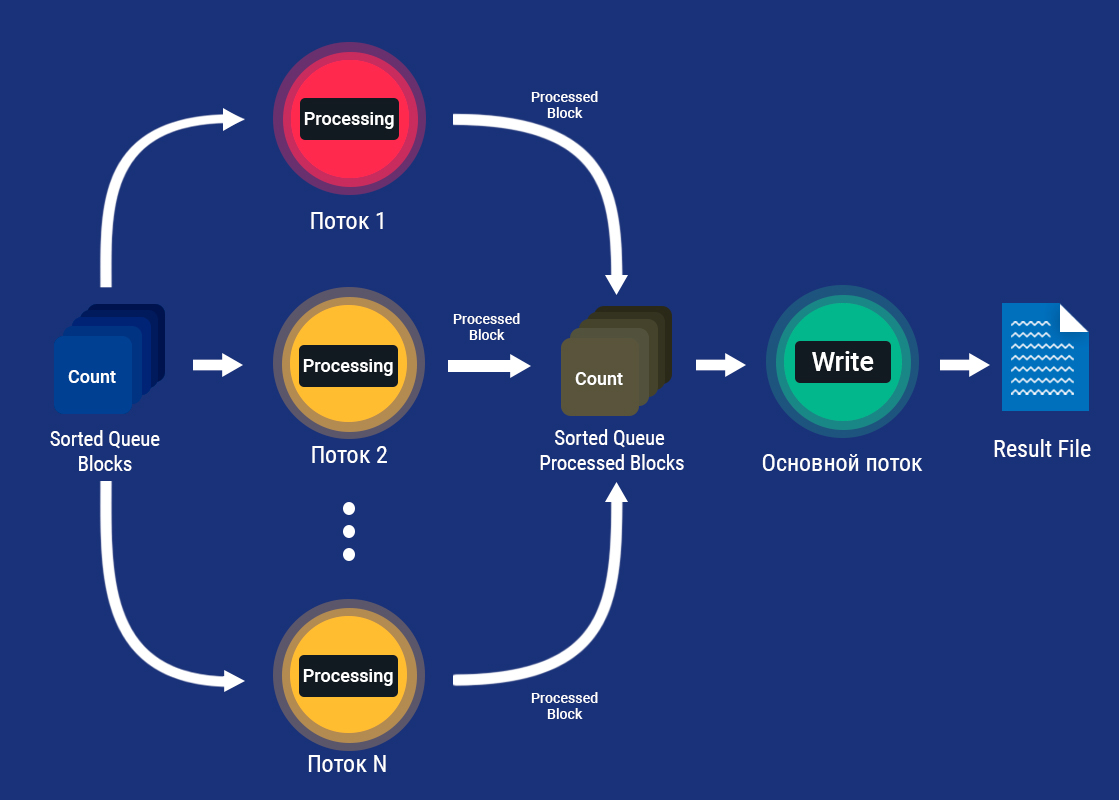 Processed
Block
Processing
Поток 1
Count
Sorted Queue
Blocks
Processing
Поток 2
Processed
Block
Count
Sorted Queue
Processed Blocks
Write
Основной поток
Result File
Processing
Поток N
Processed
Block